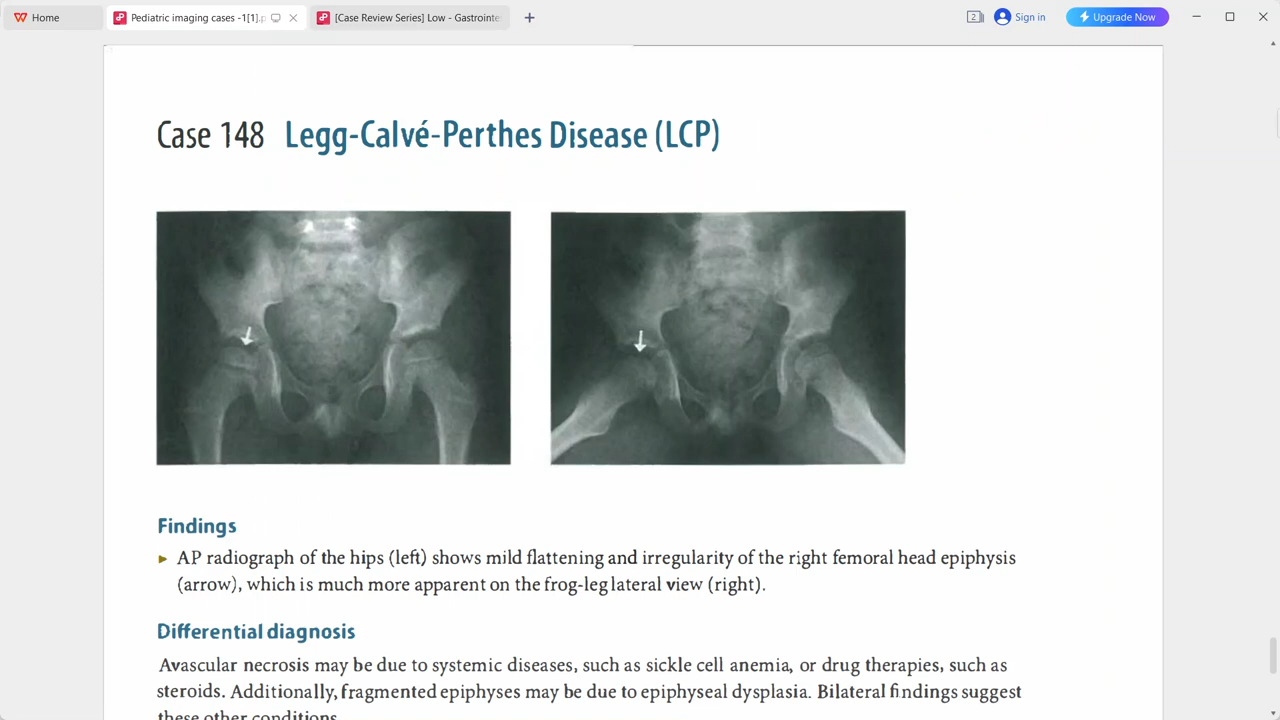 Home
Pediatric imaging cases -1[1].p
[Case Review Series] Low - Gastrointe
2
Sign in
Upgrade Now
Case 148 Legg-Calvé-Perthes Disease (LCP)
Findings
► AP radiograph of the hips (left) shows mild flattening and irregularity of the right femoral head epiphysis
(arrow), which is much more apparent on the frog-leg lateral view (right).
Differential diagnosis
Avascular necrosis may be due to systemic diseases, such as sickle cell anemia, or drug therapies, such as
steroids. Additionally, fragmented epiphyses may be due to epiphyseal dysplasia. Bilateral findings suggest
these other conditions.